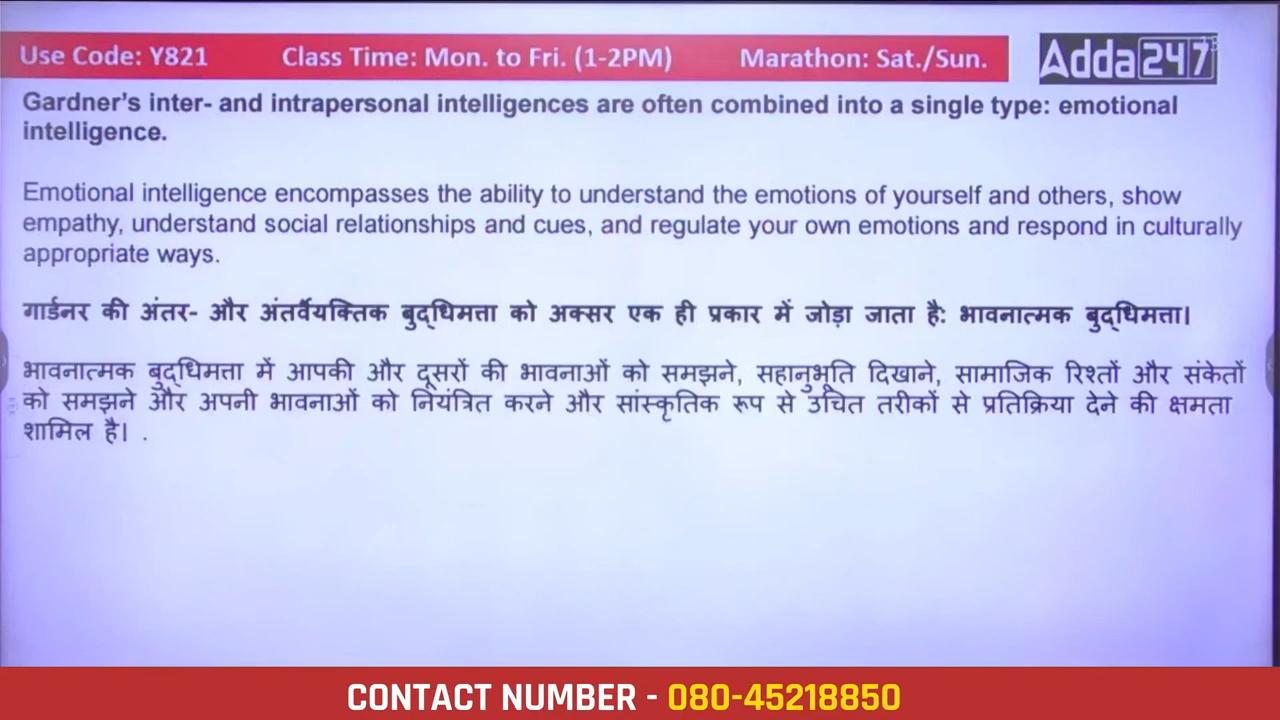 Use Code: Y821 Class Time: Mon. to Fri. (1-2PM) Marathon: Sat./Sun. Adda247
Gardner's inter- and intrapersonal intelligences are often combined into a single type: emotional
intelligence.
Emotional intelligence encompasses the ability to understand the emotions of yourself and others, show
empathy, understand social relationships and cues, and regulate your own emotions and respond in culturally
appropriate ways.
गार्डनर की अंतर- और अंतर्वैयक्तिक बुद्धिमत्ता को अक्सर एक ही प्रकार में जोड़ा जाता है: भावनात्मक बुद्धिमत्ता।
भावनात्मक बुद्धिमत्ता में आपकी और दूसरों की भावनाओं को समझने, सहानुभूति दिखाने, सामाजिक रिश्तों और संकेतों
को समझने और अपनी भावनाओं को नियंत्रित करने और सांस्कृतिक रूप से उचित तरीकों से प्रतिक्रिया देने की क्षमता
शामिल है। .
CONTACT NUMBER - 080-45218850